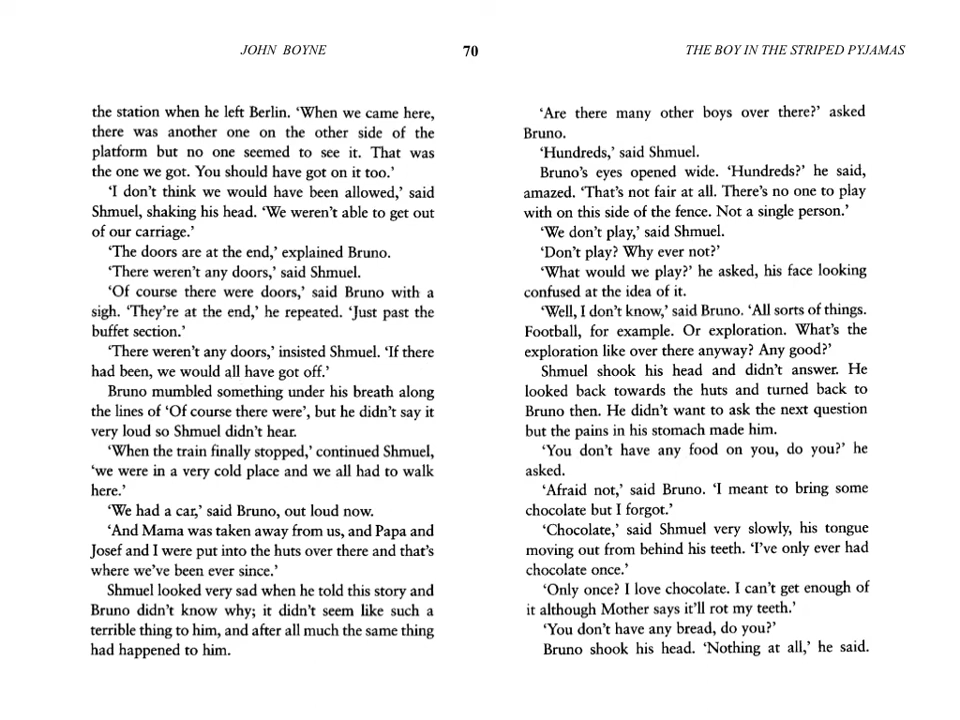 JOHN BOYNE
70
THE BOY IN THE STRIPED PYJAMAS
the station when he left Berlin. ‘When we came here,
there was another one on the other side of the
platform but no one seemed to see it. That was
the one we got. You should have got on it too.’
‘I don’t think we would have been allowed,’ said
Shmuel, shaking his head. ‘We weren’t able to get out
of our carriage.’
‘The doors are at the end,’ explained Bruno.
‘There weren’t any doors,’ said Shmuel.
‘Of course there were doors,’ said Bruno with a
sigh. ‘They’re at the end,’ he repeated. ‘Just past the
buffet section.’
‘There weren’t any doors,’ insisted Shmuel. ‘If there
had been, we would all have got off.’
Bruno mumbled something under his breath along
the lines of ‘Of course there were’, but he didn’t say it
very loud so Shmuel didn’t hear.
‘When the train finally stopped,’ continued Shmuel,
‘we were in a very cold place and we all had to walk
here.’
‘We had a car,’ said Bruno, out loud now.
‘And Mama was taken away from us, and Papa and
Josef and I were put into the huts over there and that’s
where we’ve been ever since.’
Shmuel looked very sad when he told this story and
Bruno didn’t know why; it didn’t seem like such a
terrible thing to him, and after all much the same thing
had happened to him.
‘Are there many other boys over there?’ asked
Bruno.
‘Hundreds,’ said Shmuel.
Bruno’s eyes opened wide. ‘Hundreds?’ he said,
amazed. ‘That’s not fair at all. There’s no one to play
with on this side of the fence. Not a single person.’
‘We don’t play,’ said Shmuel.
‘Don’t play? Why ever not?’
‘What would we play?’ he asked, his face looking
confused at the idea of it.
‘Well, I don’t know,’ said Bruno. ‘All sorts of things.
Football, for example. Or exploration. What’s the
exploration like over there anyway? Any good?’
Shmuel shook his head and didn’t answer. He
looked back towards the huts and turned back to
Bruno then. He didn’t want to ask the next question
but the pains in his stomach made him.
‘You don’t have any food on you, do you?’ he
asked.
‘Afraid not,’ said Bruno. ‘I meant to bring some
chocolate but I forgot.’
‘Chocolate,’ said Shmuel very slowly, his tongue
moving out from behind his teeth. ‘I’ve only ever had
chocolate once.’
‘Only once? I love chocolate. I can’t get enough of
it although Mother says it’ll rot my teeth.’
‘You don’t have any bread, do you?’
Bruno shook his head. ‘Nothing at all,’ he said.